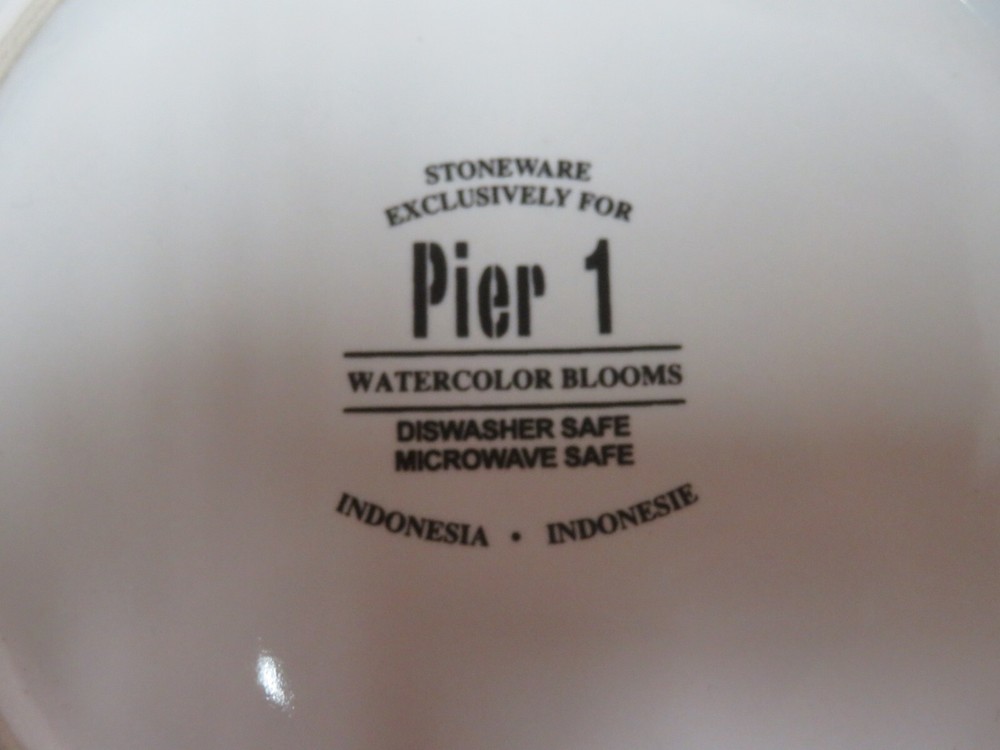 STONEWARE
EXCLUSIVELY FOR
Pier 1
WATERCOLOR BLOOMS
DISWASHER SAFE
MICROWAVE SAFE
INDONESIA • INDONESIE